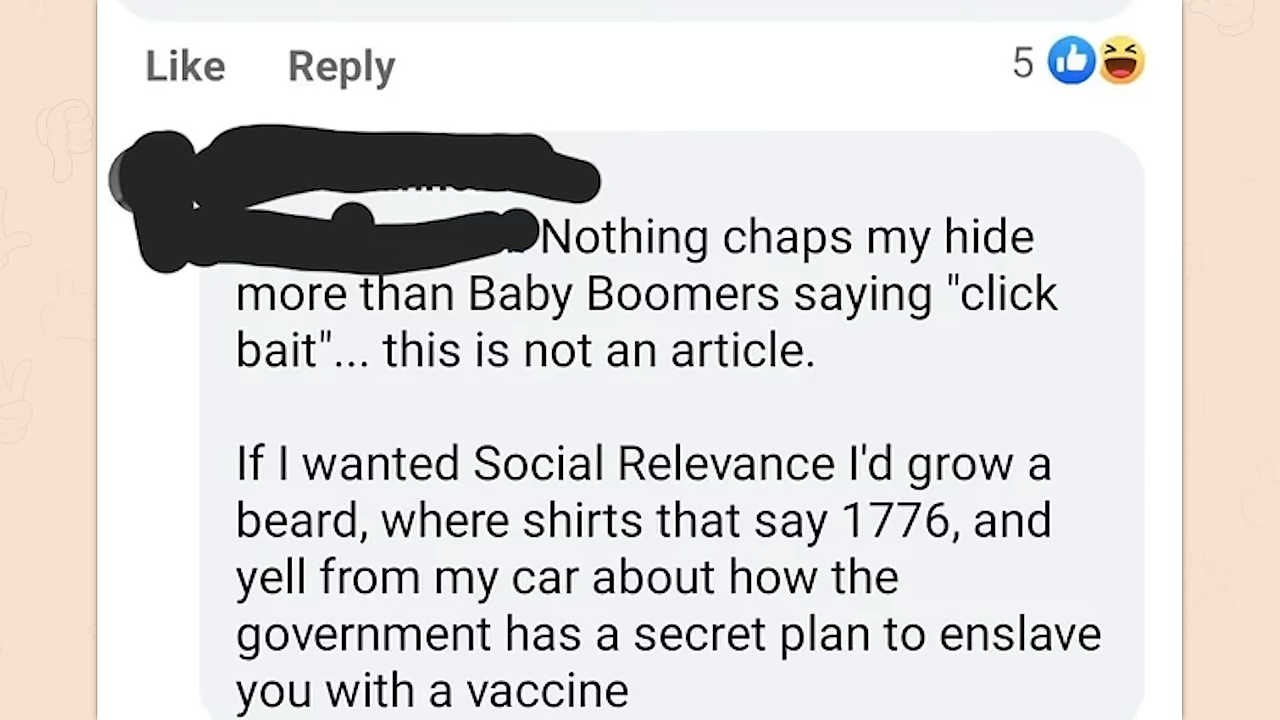 Like Reply 5
Nothing chaps my hide
more than Baby Boomers saying "click
bait"... this is not an article.
If I wanted Social Relevance I'd grow a
beard, where shirts that say 1776, and
yell from my car about how the
government has a secret plan to enslave
you with a vaccine